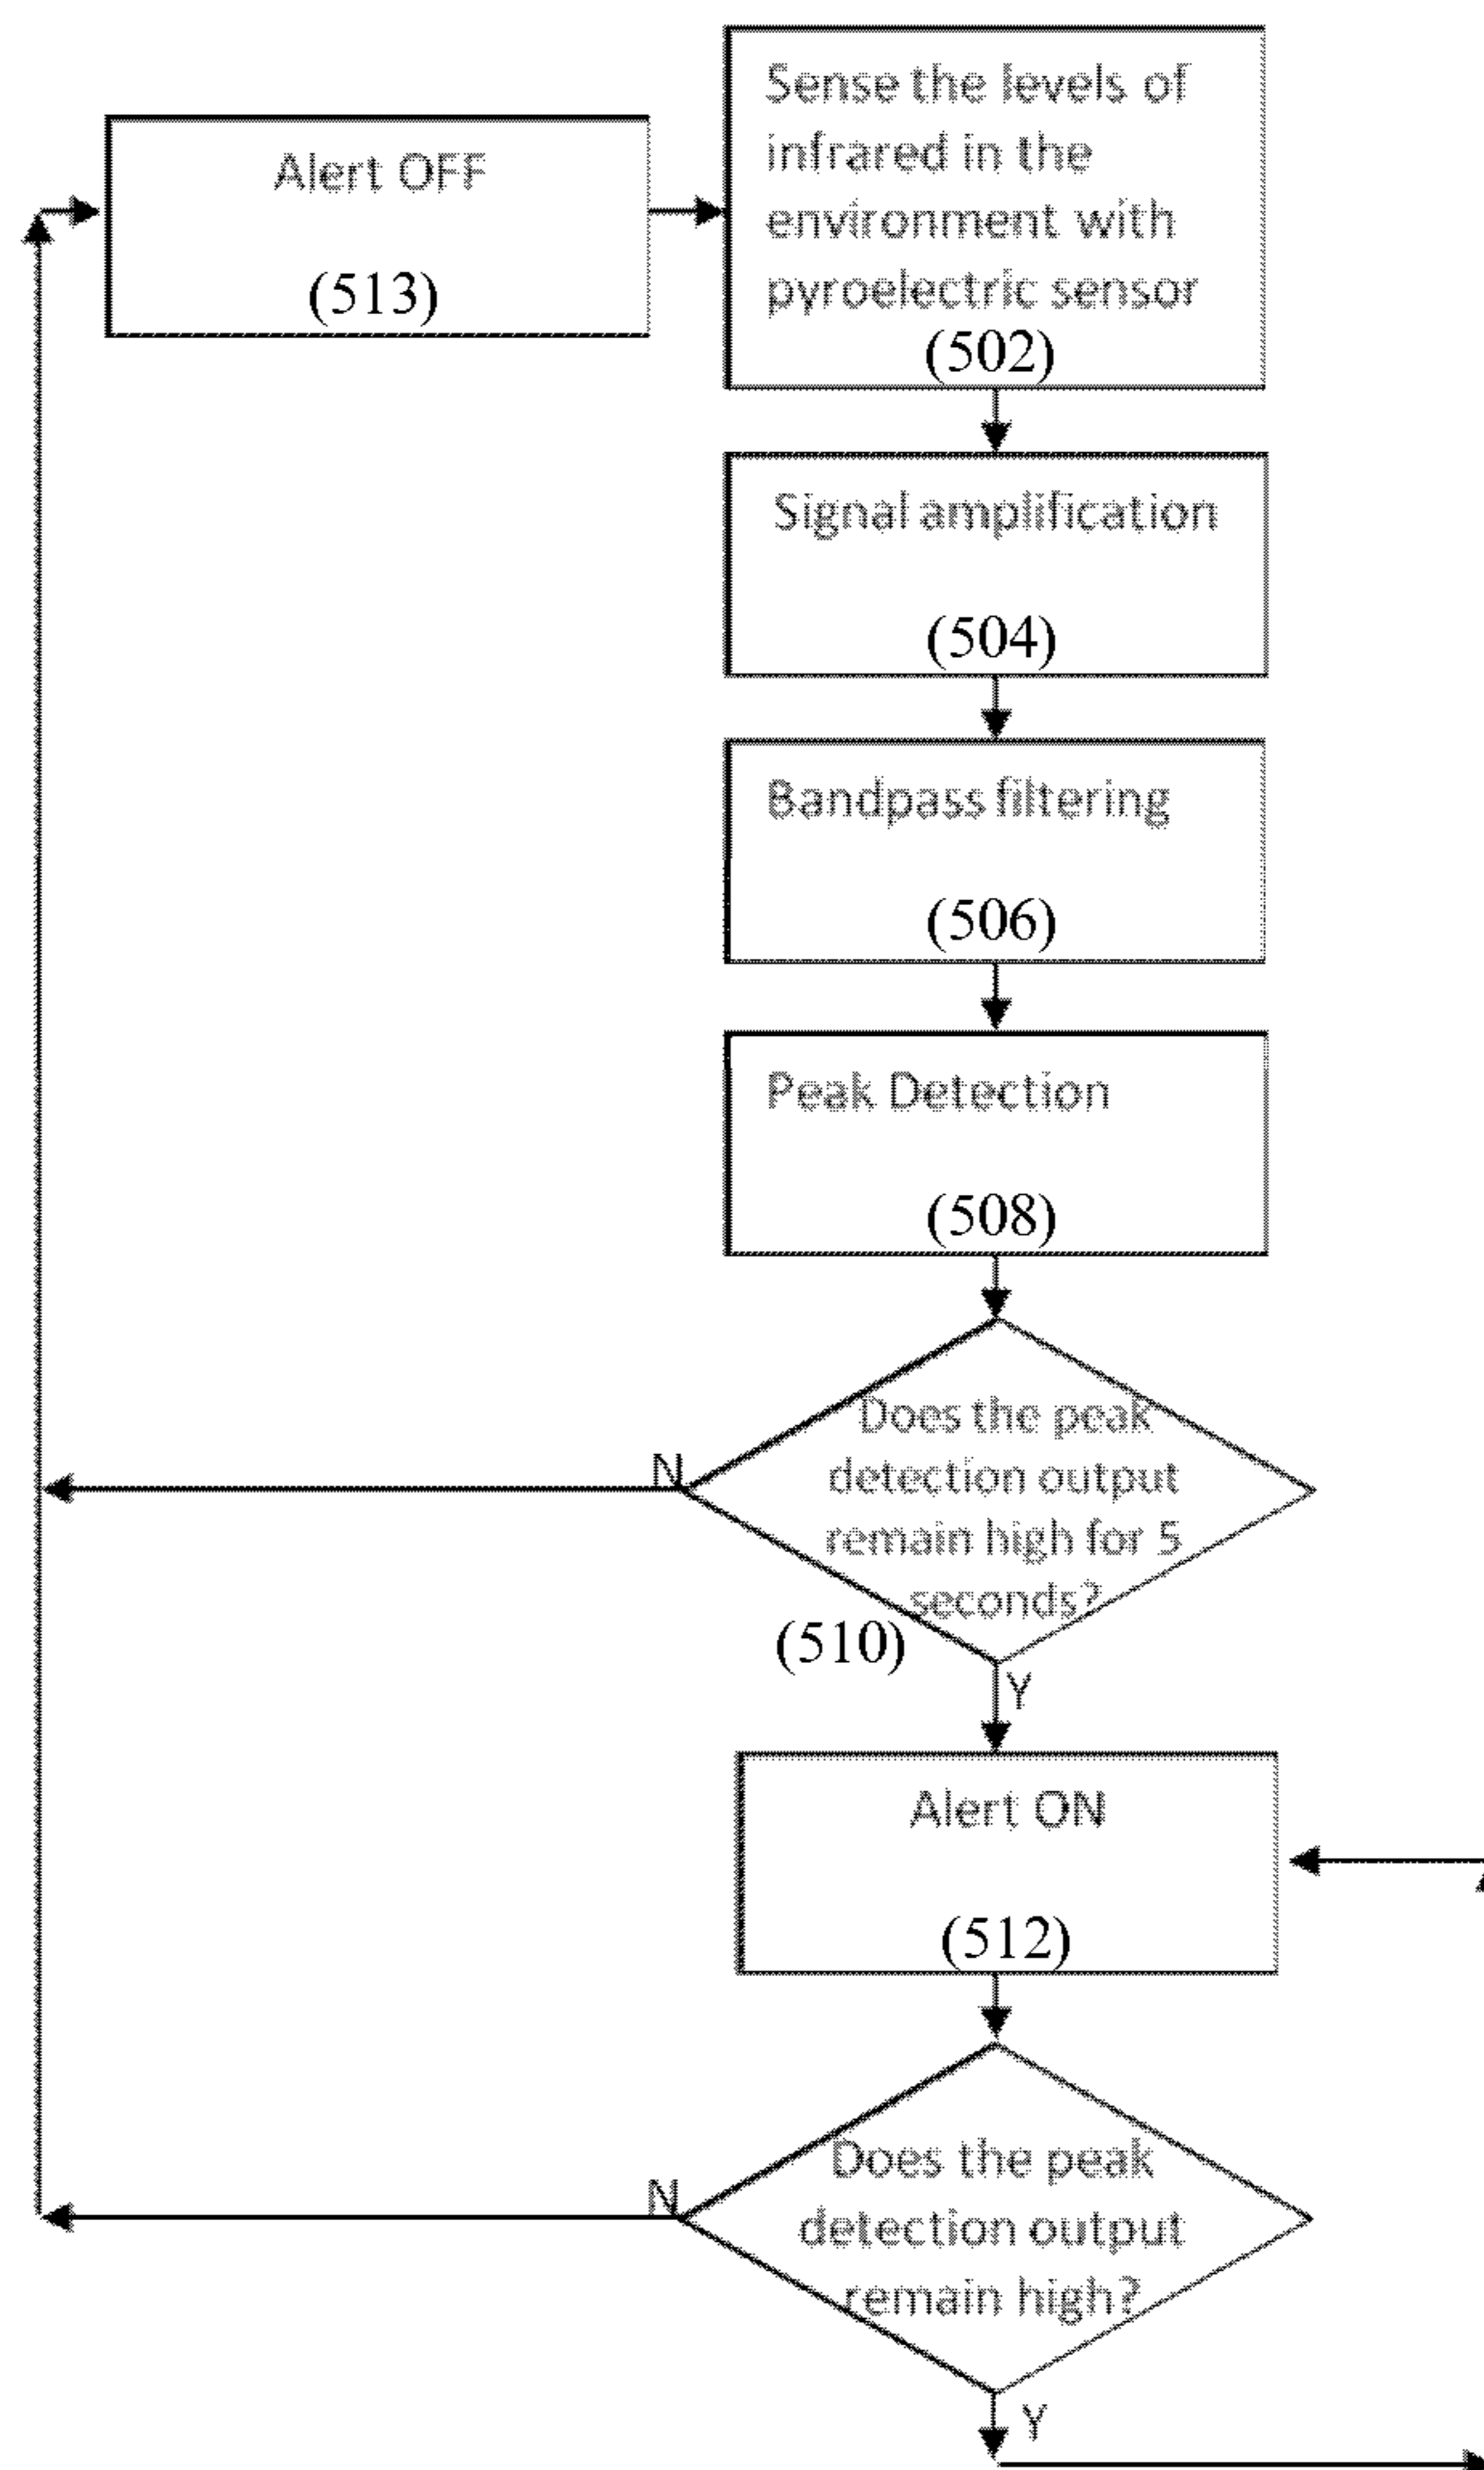 Alert OFF
(513)
Sense the levels of
infrared in the
environment with
pyroelectric sensor
(502)
Signal amplification
(504)
Bandpass filtering
(506)
Peak Detection
(508)
Does the peak
detection output
remain high for 5
seconds?
(510)
N
Y
Alert ON
(512)
Does the peak
detection output
remain high?
N
Y